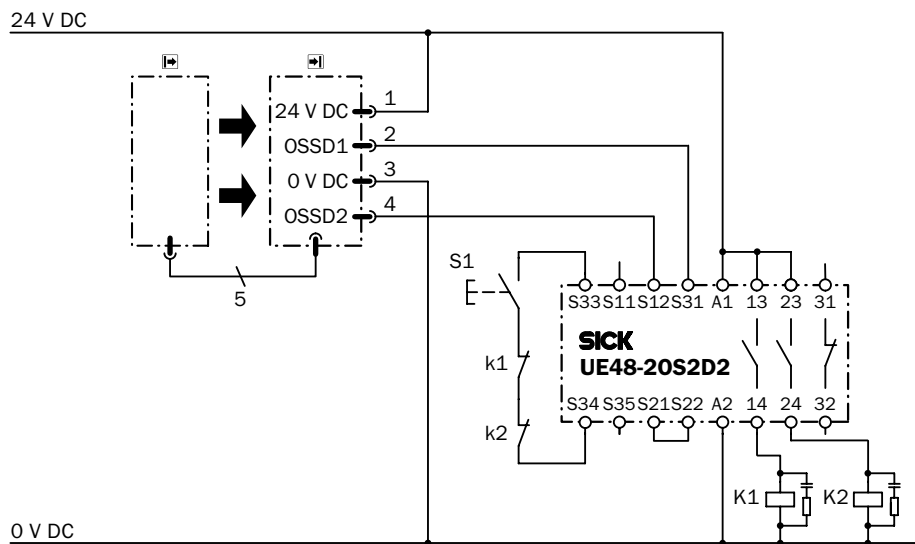 24 V DC
24 V DC 1
OSSD1 2
0 V DC 3
OSSD2 4
5
S1
k1
k2
S33 S11 S12 S31 A1 13 23 31
SICK
UE48-20S2D2
S34 S35 S21 S22 A2 14 24 32
K1 K2
0 V DC